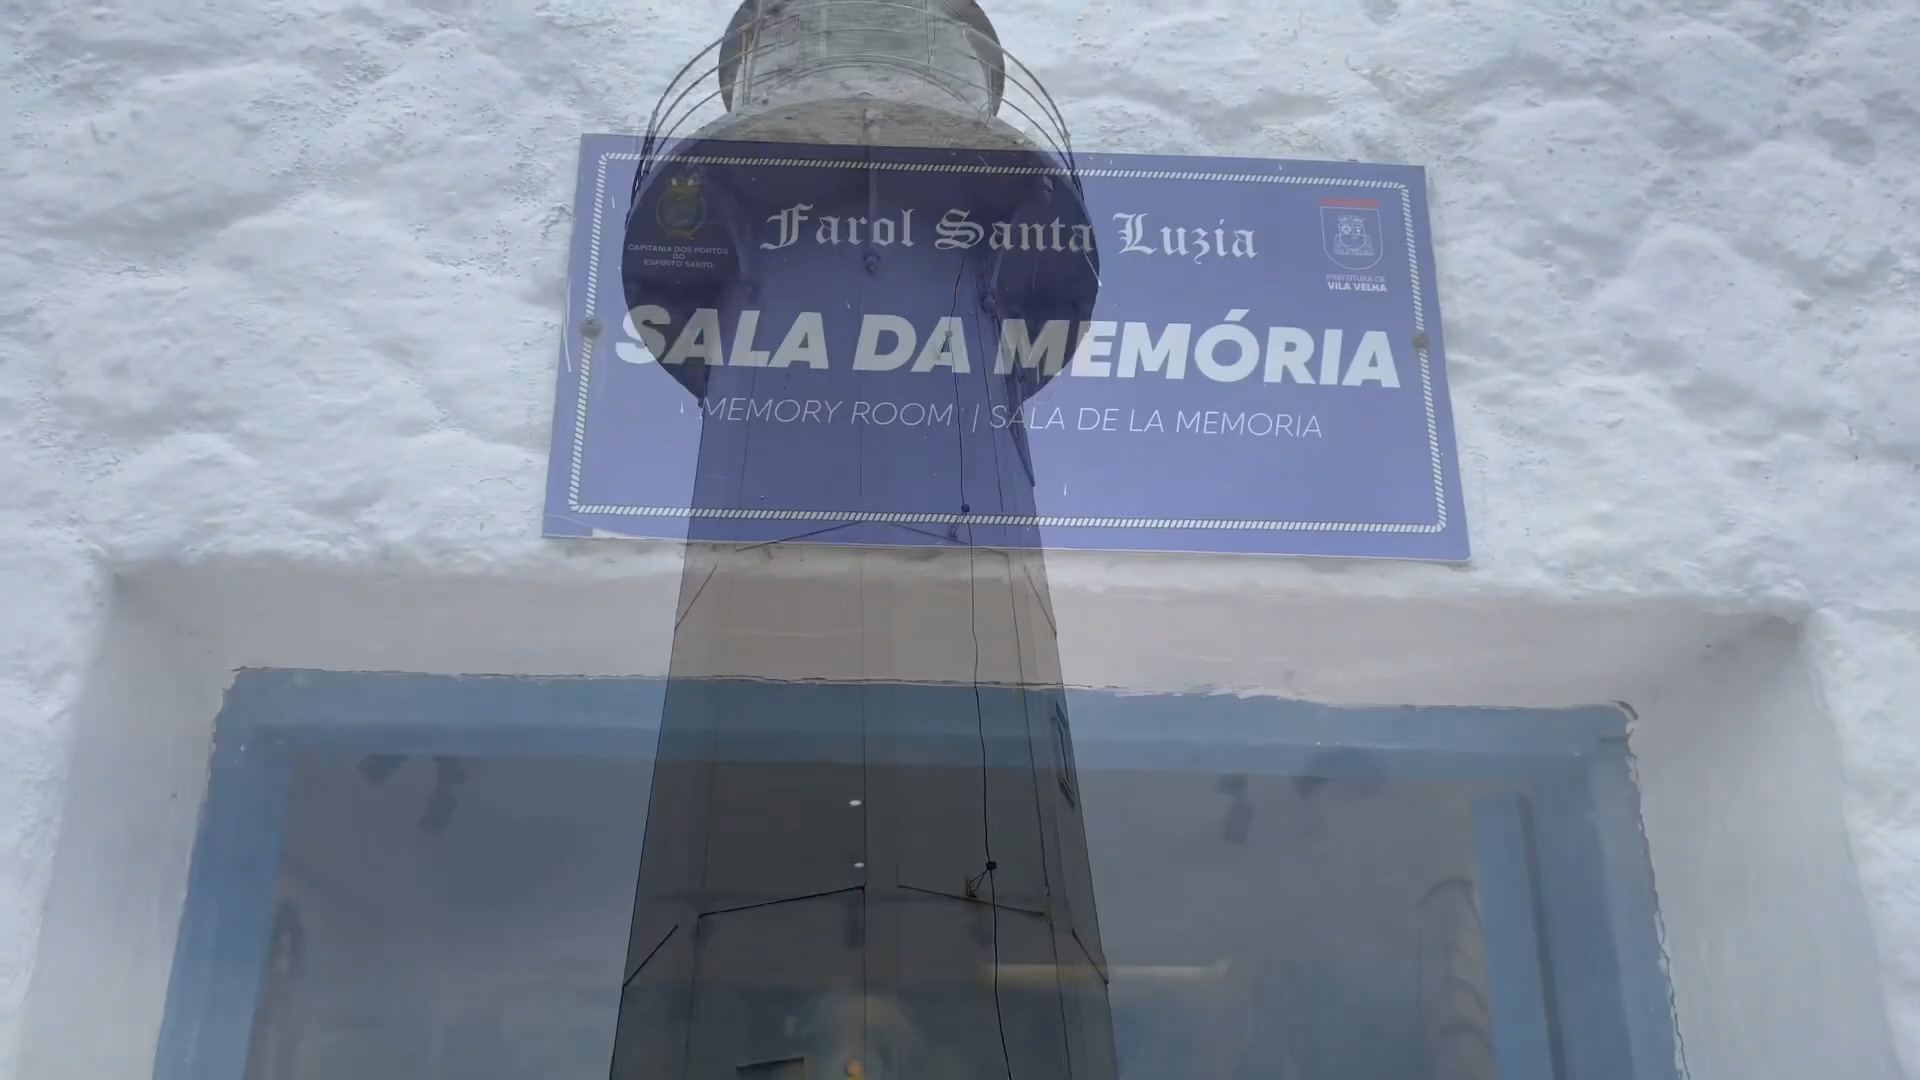 Farol Santa Luzia
CAPITANIA DOS PORTOS
DO
ESPÍRITO SANTO
PREFEITURA DE
VILA VELHA
SALA DA MEMÓRIA
MEMORY ROOM | SALA DE LA MEMORIA